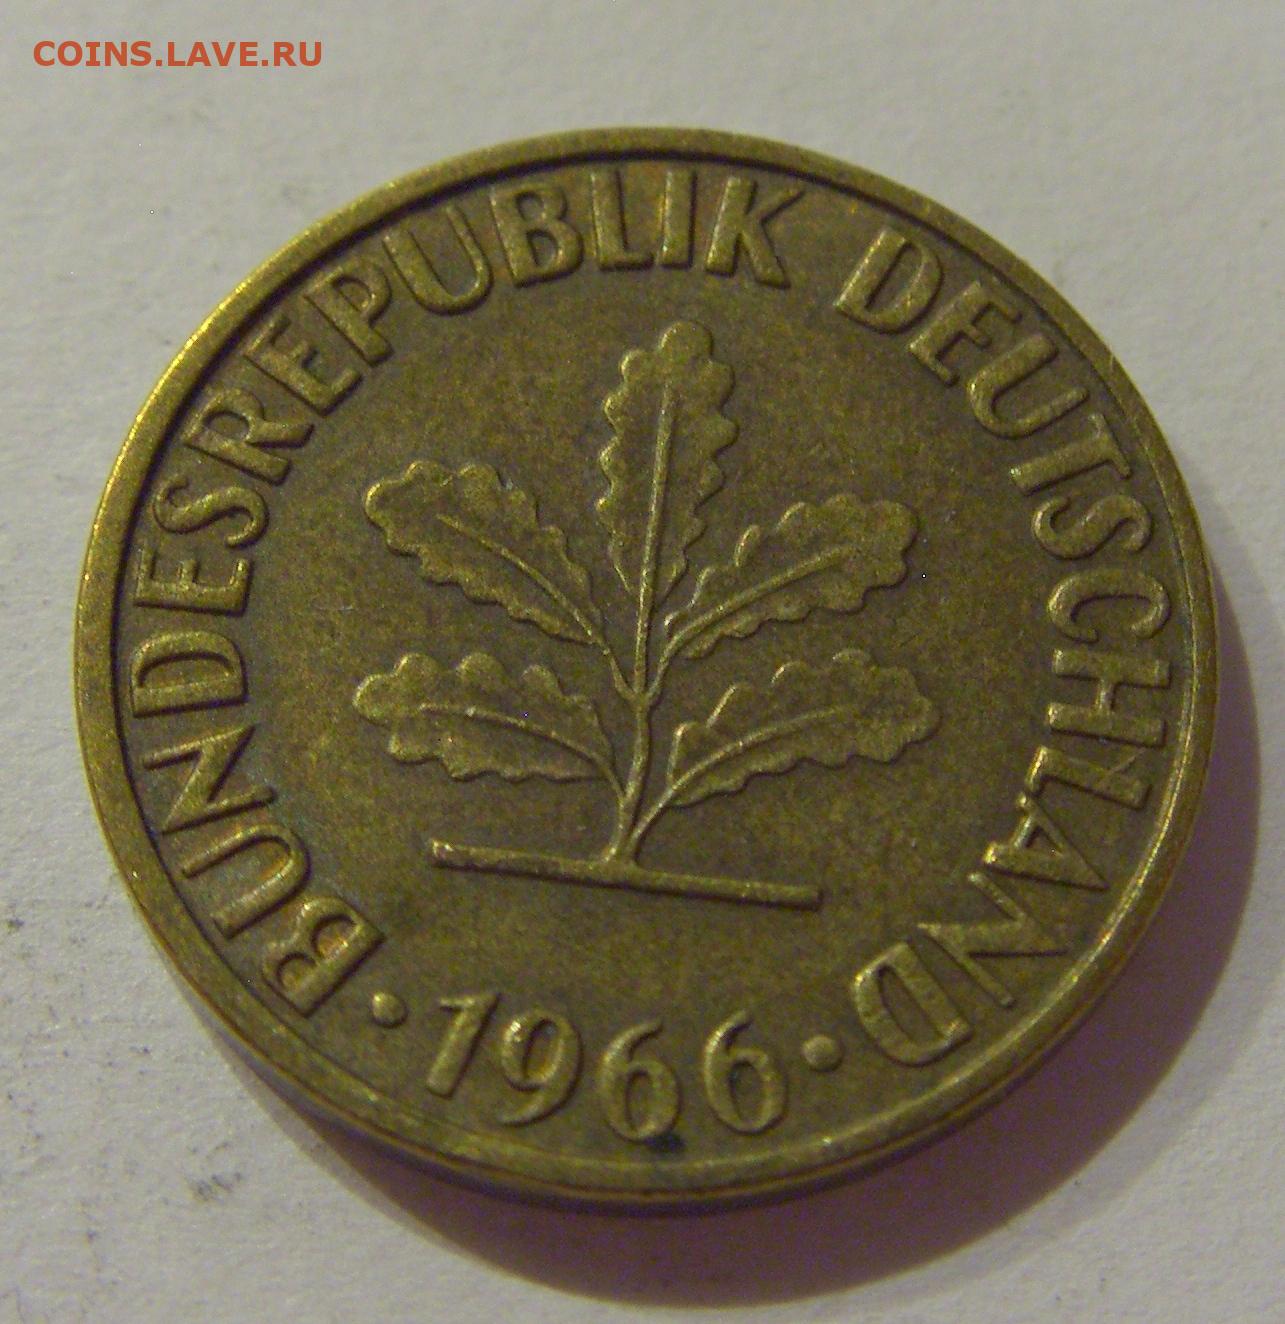 COINS.LAVE.RU
· BUNDESREPUBLIK DEUTSCHLAND ·
1966